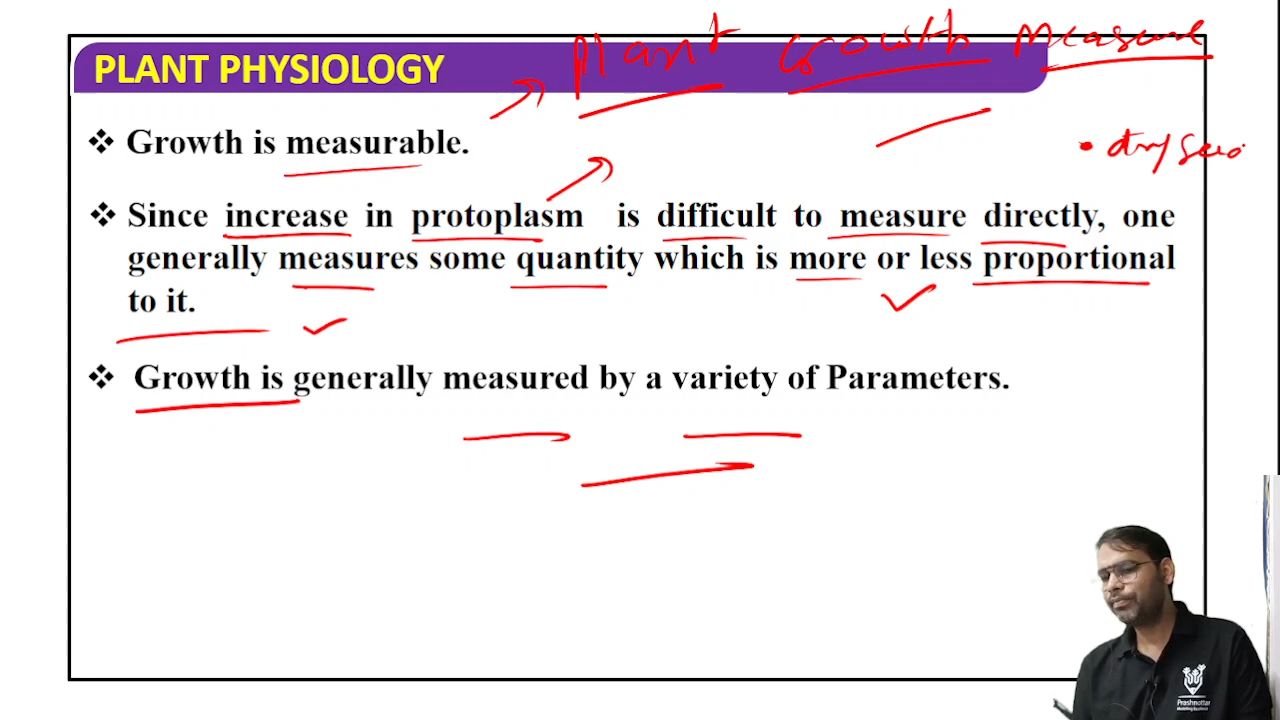 Plant Growth Measure
PLANT PHYSIOLOGY
❖ Growth is measurable.
❖ Since increase in protoplasm is difficult to measure directly, one
generally measures some quantity which is more or less proportional
to it.
❖ Growth is generally measured by a variety of Parameters.
Prashnottar